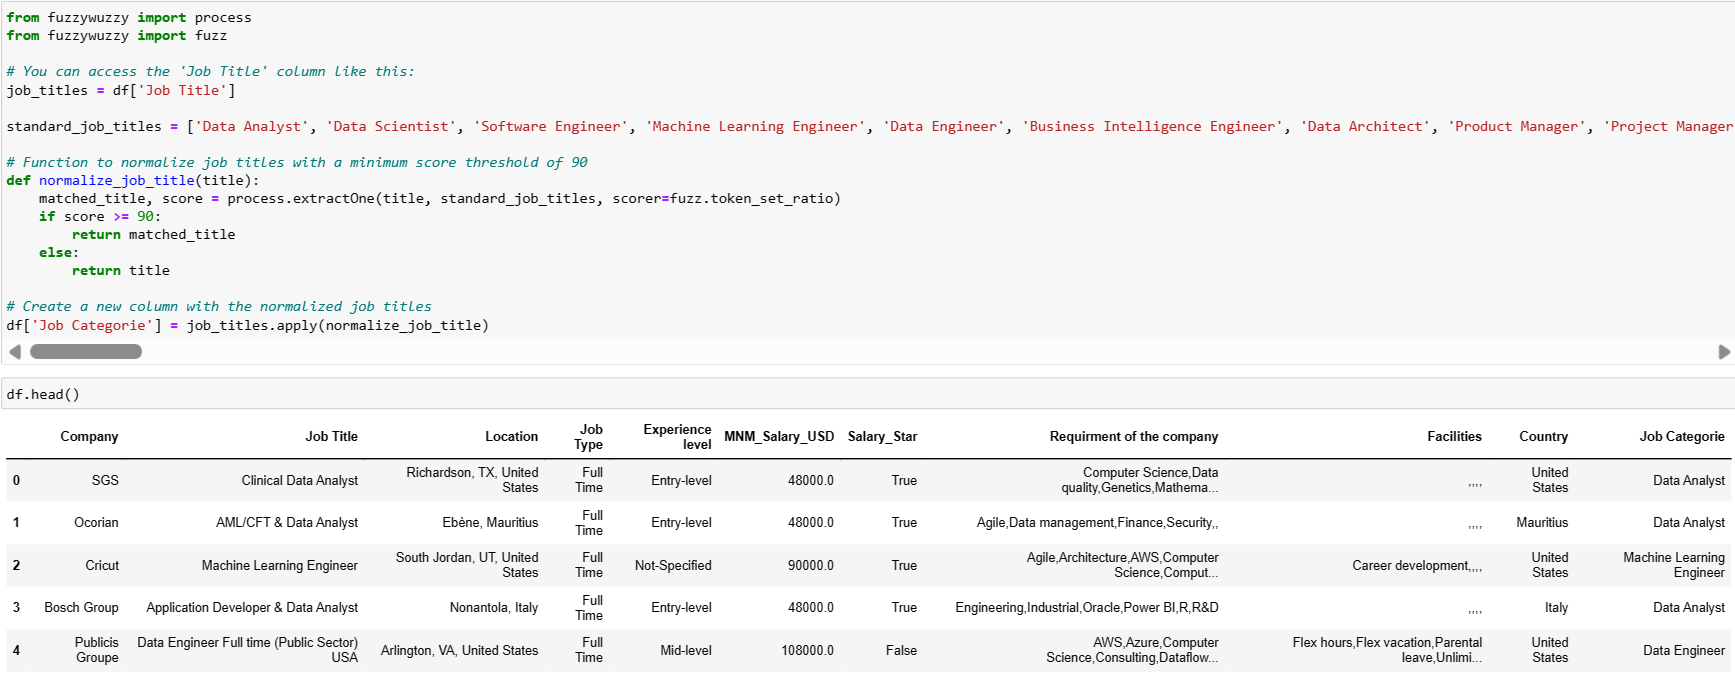 from fuzzywuzzy import process
from fuzzywuzzy import fuzz
# You can access the 'Job Title' column like this:
job_titles = df['Job Title']
standard_job_titles = ['Data Analyst', 'Data Scientist', 'Software Engineer', 'Machine Learning Engineer', 'Data Engineer', 'Business Intelligence Engineer', 'Data Architect', 'Product Manager', 'Project Manager
# Function to normalize job titles with a minimum score threshold of 90
def normalize_job_title(title):
    matched_title, score = process.extractOne(title, standard_job_titles, scorer=fuzz.token_set_ratio)
    if score >= 90:
        return matched_title
    else:
        return title
# Create a new column with the normalized job titles
df['Job Categorie'] = job_titles.apply(normalize_job_title)
df.head()
Company Job Title Location Job Type Experience level MNM_Salary_USD Salary_Star Requirment of the company Facilities Country Job Categorie
0 SGS Clinical Data Analyst Richardson, TX, United States Full Time Entry-level 48000.0 True Computer Science,Data quality,Genetics,Mathema... ,,,, United States Data Analyst
1 Ocorian AML/CFT & Data Analyst Ebène, Mauritius Full Time Entry-level 48000.0 True Agile,Data management,Finance,Security,, ,,,, Mauritius Data Analyst
2 Cricut Machine Learning Engineer South Jordan, UT, United States Full Time Not-Specified 90000.0 True Agile,Architecture,AWS,Computer Science,Comput... Career development,,,, United States Machine Learning Engineer
3 Bosch Group Application Developer & Data Analyst Nonantola, Italy Full Time Entry-level 48000.0 True Engineering,Industrial,Oracle,Power BI,R,R&D ,,,, Italy Data Analyst
4 Publicis Groupe Data Engineer Full time (Public Sector) USA Arlington, VA, United States Full Time Mid-level 108000.0 False AWS,Azure,Computer Science,Consulting,Dataflow... Flex hours,Flex vacation,Parental leave,Unlimi... United States Data Engineer